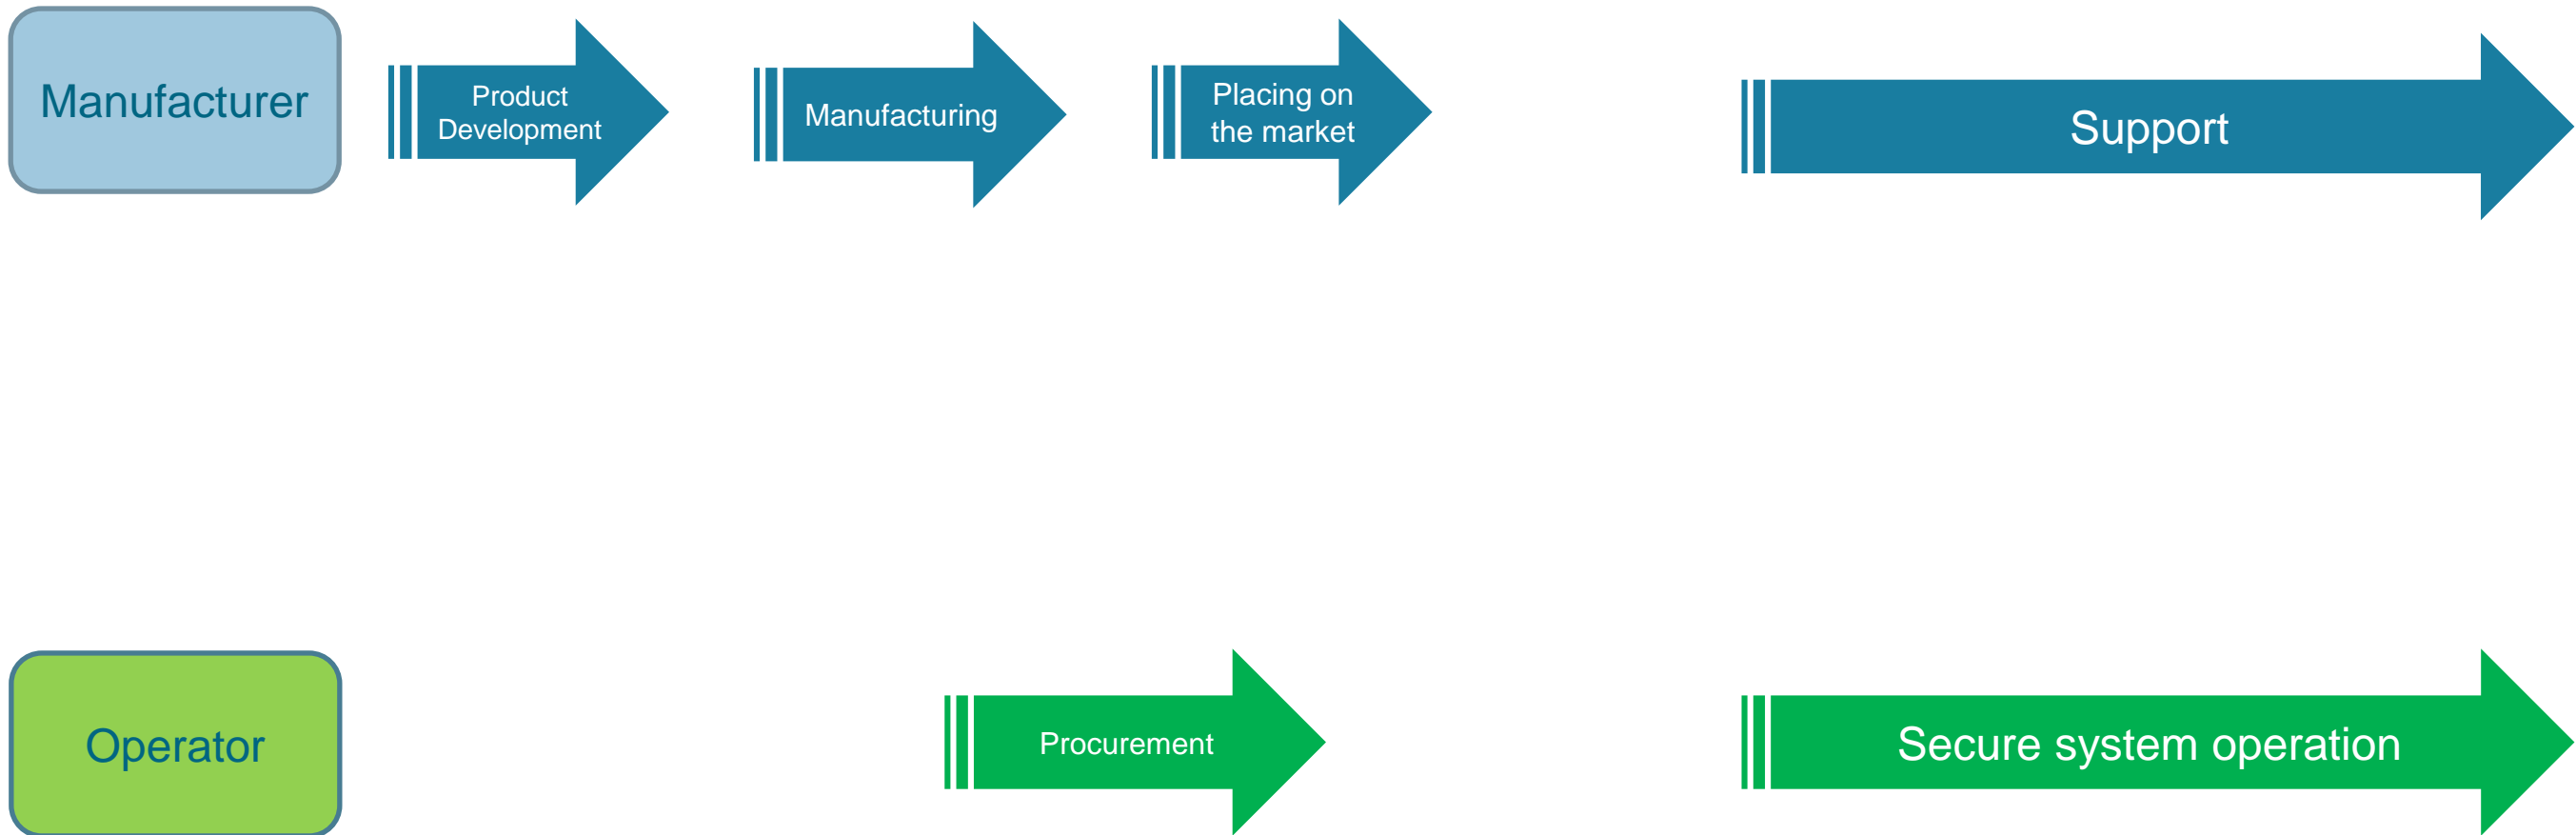 Manufacturer
Product
Development
Manufacturing
Placing on
the market
Support
Operator
Procurement
Secure system operation